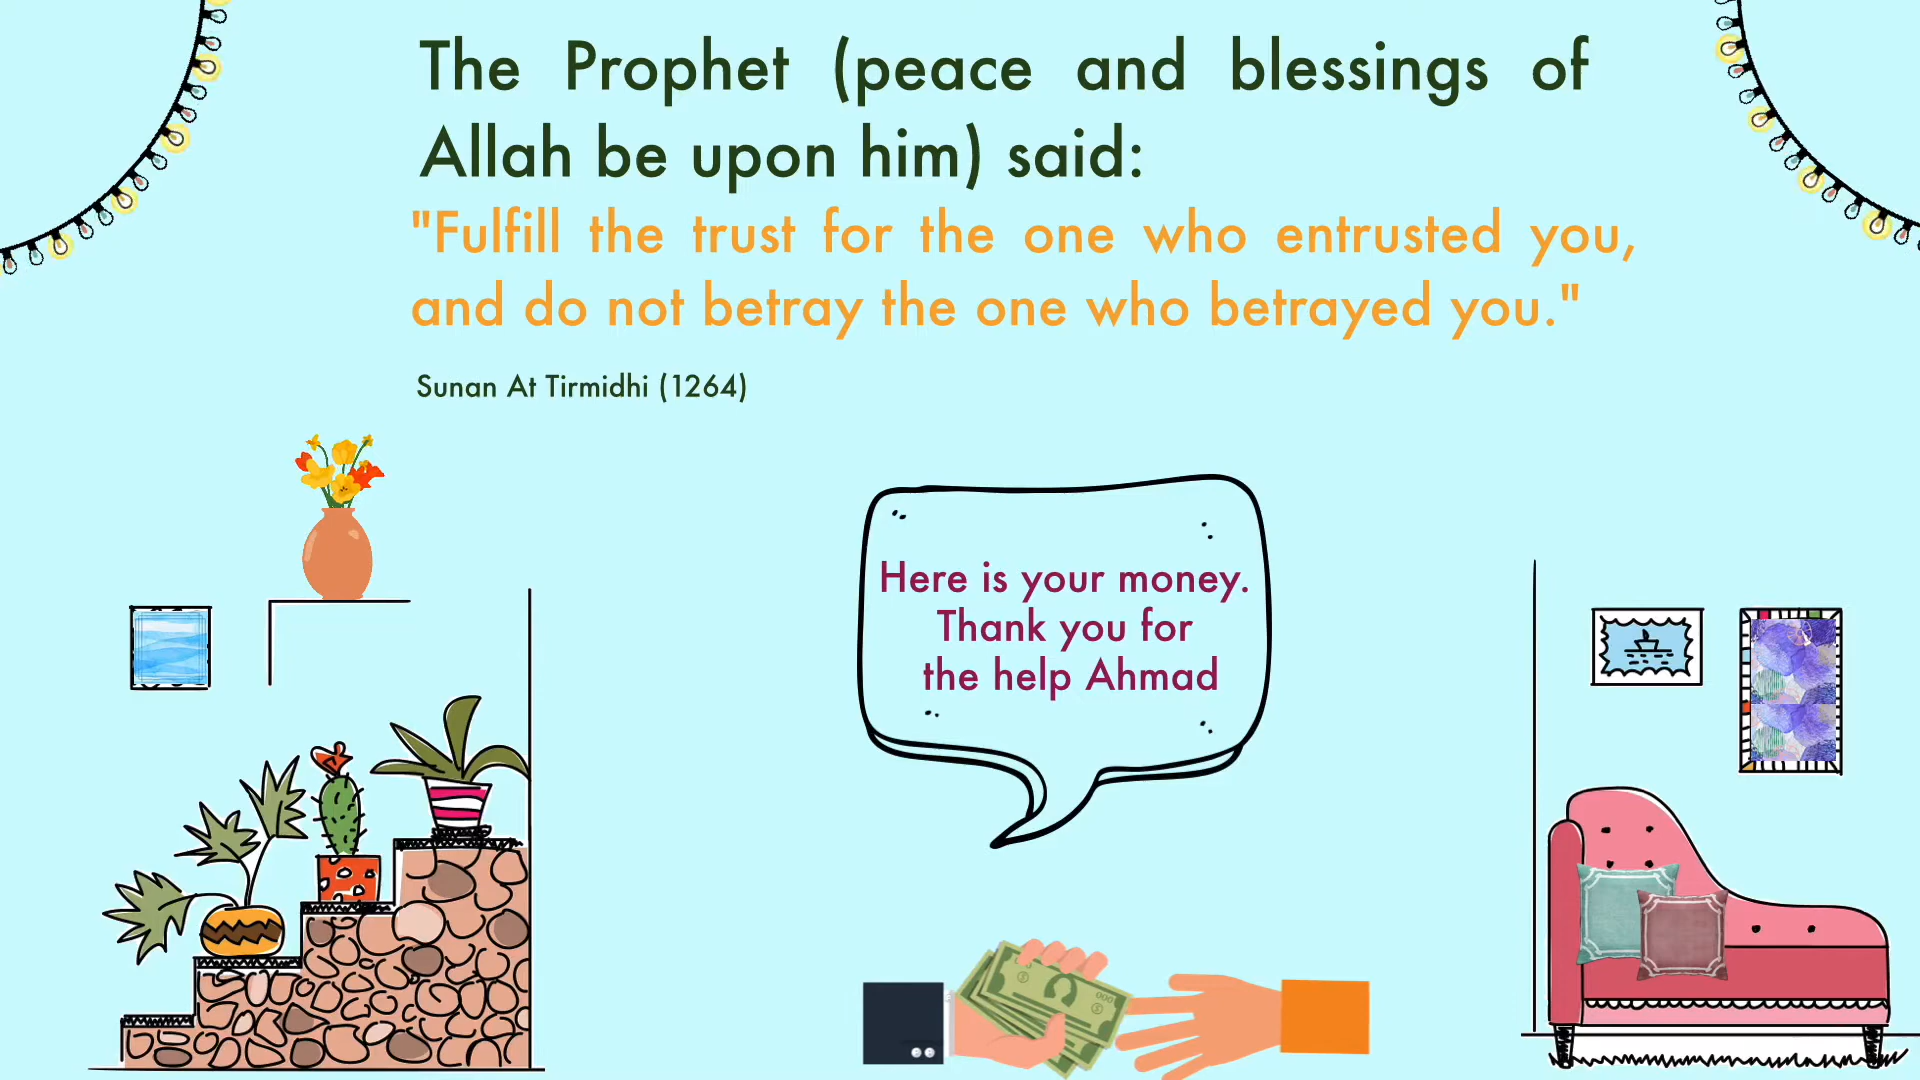 The Prophet (peace and blessings of
Allah be upon him) said:
"Fulfill the trust for the one who entrusted you,
and do not betray the one who betrayed you."
Sunan At Tirmidhi (1264)
Here is your money.
Thank you for
the help Ahmad